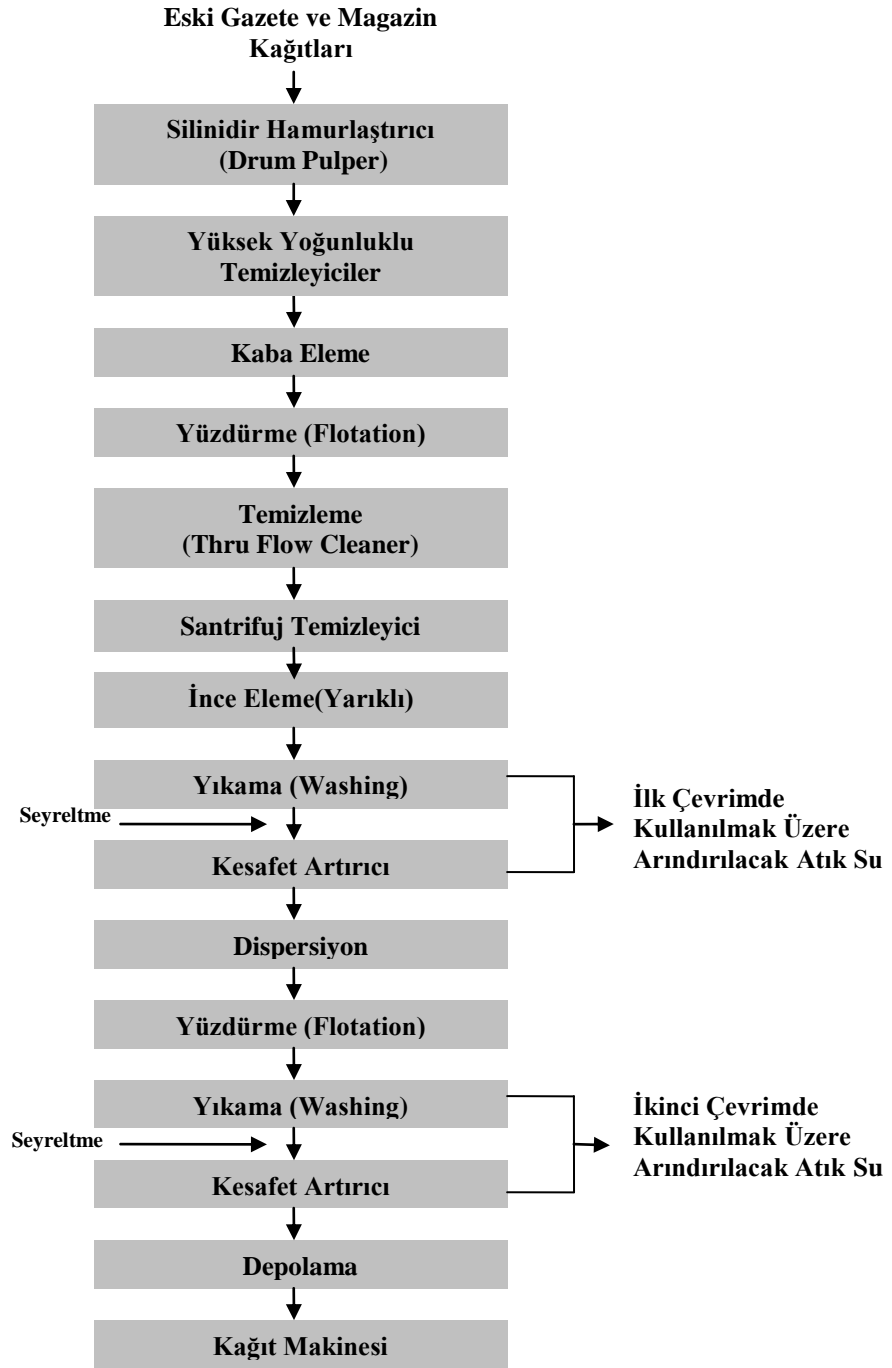 Eski Gazete ve Magazin
Kağıtları
Silinidir Hamurlaştırıcı
(Drum Pulper)
Yüksek Yoğunluklu
Temizleyiciler
Kaba Eleme
Yüzdürme (Flotation)
Temizleme
(Thru Flow Cleaner)
Santrifuj Temizleyici
İnce Eleme(Yarıklı)
Yıkama (Washing)
Seyreltme
Kesafet Artırıcı
İlk Çevrimde
Kullanılmak Üzere
Arındırılacak Atık Su
Dispersiyon
Yüzdürme (Flotation)
Yıkama (Washing)
Seyreltme
Kesafet Artırıcı
İkinci Çevrimde
Kullanılmak Üzere
Arındırılacak Atık Su
Depolama
Kağıt Makinesi